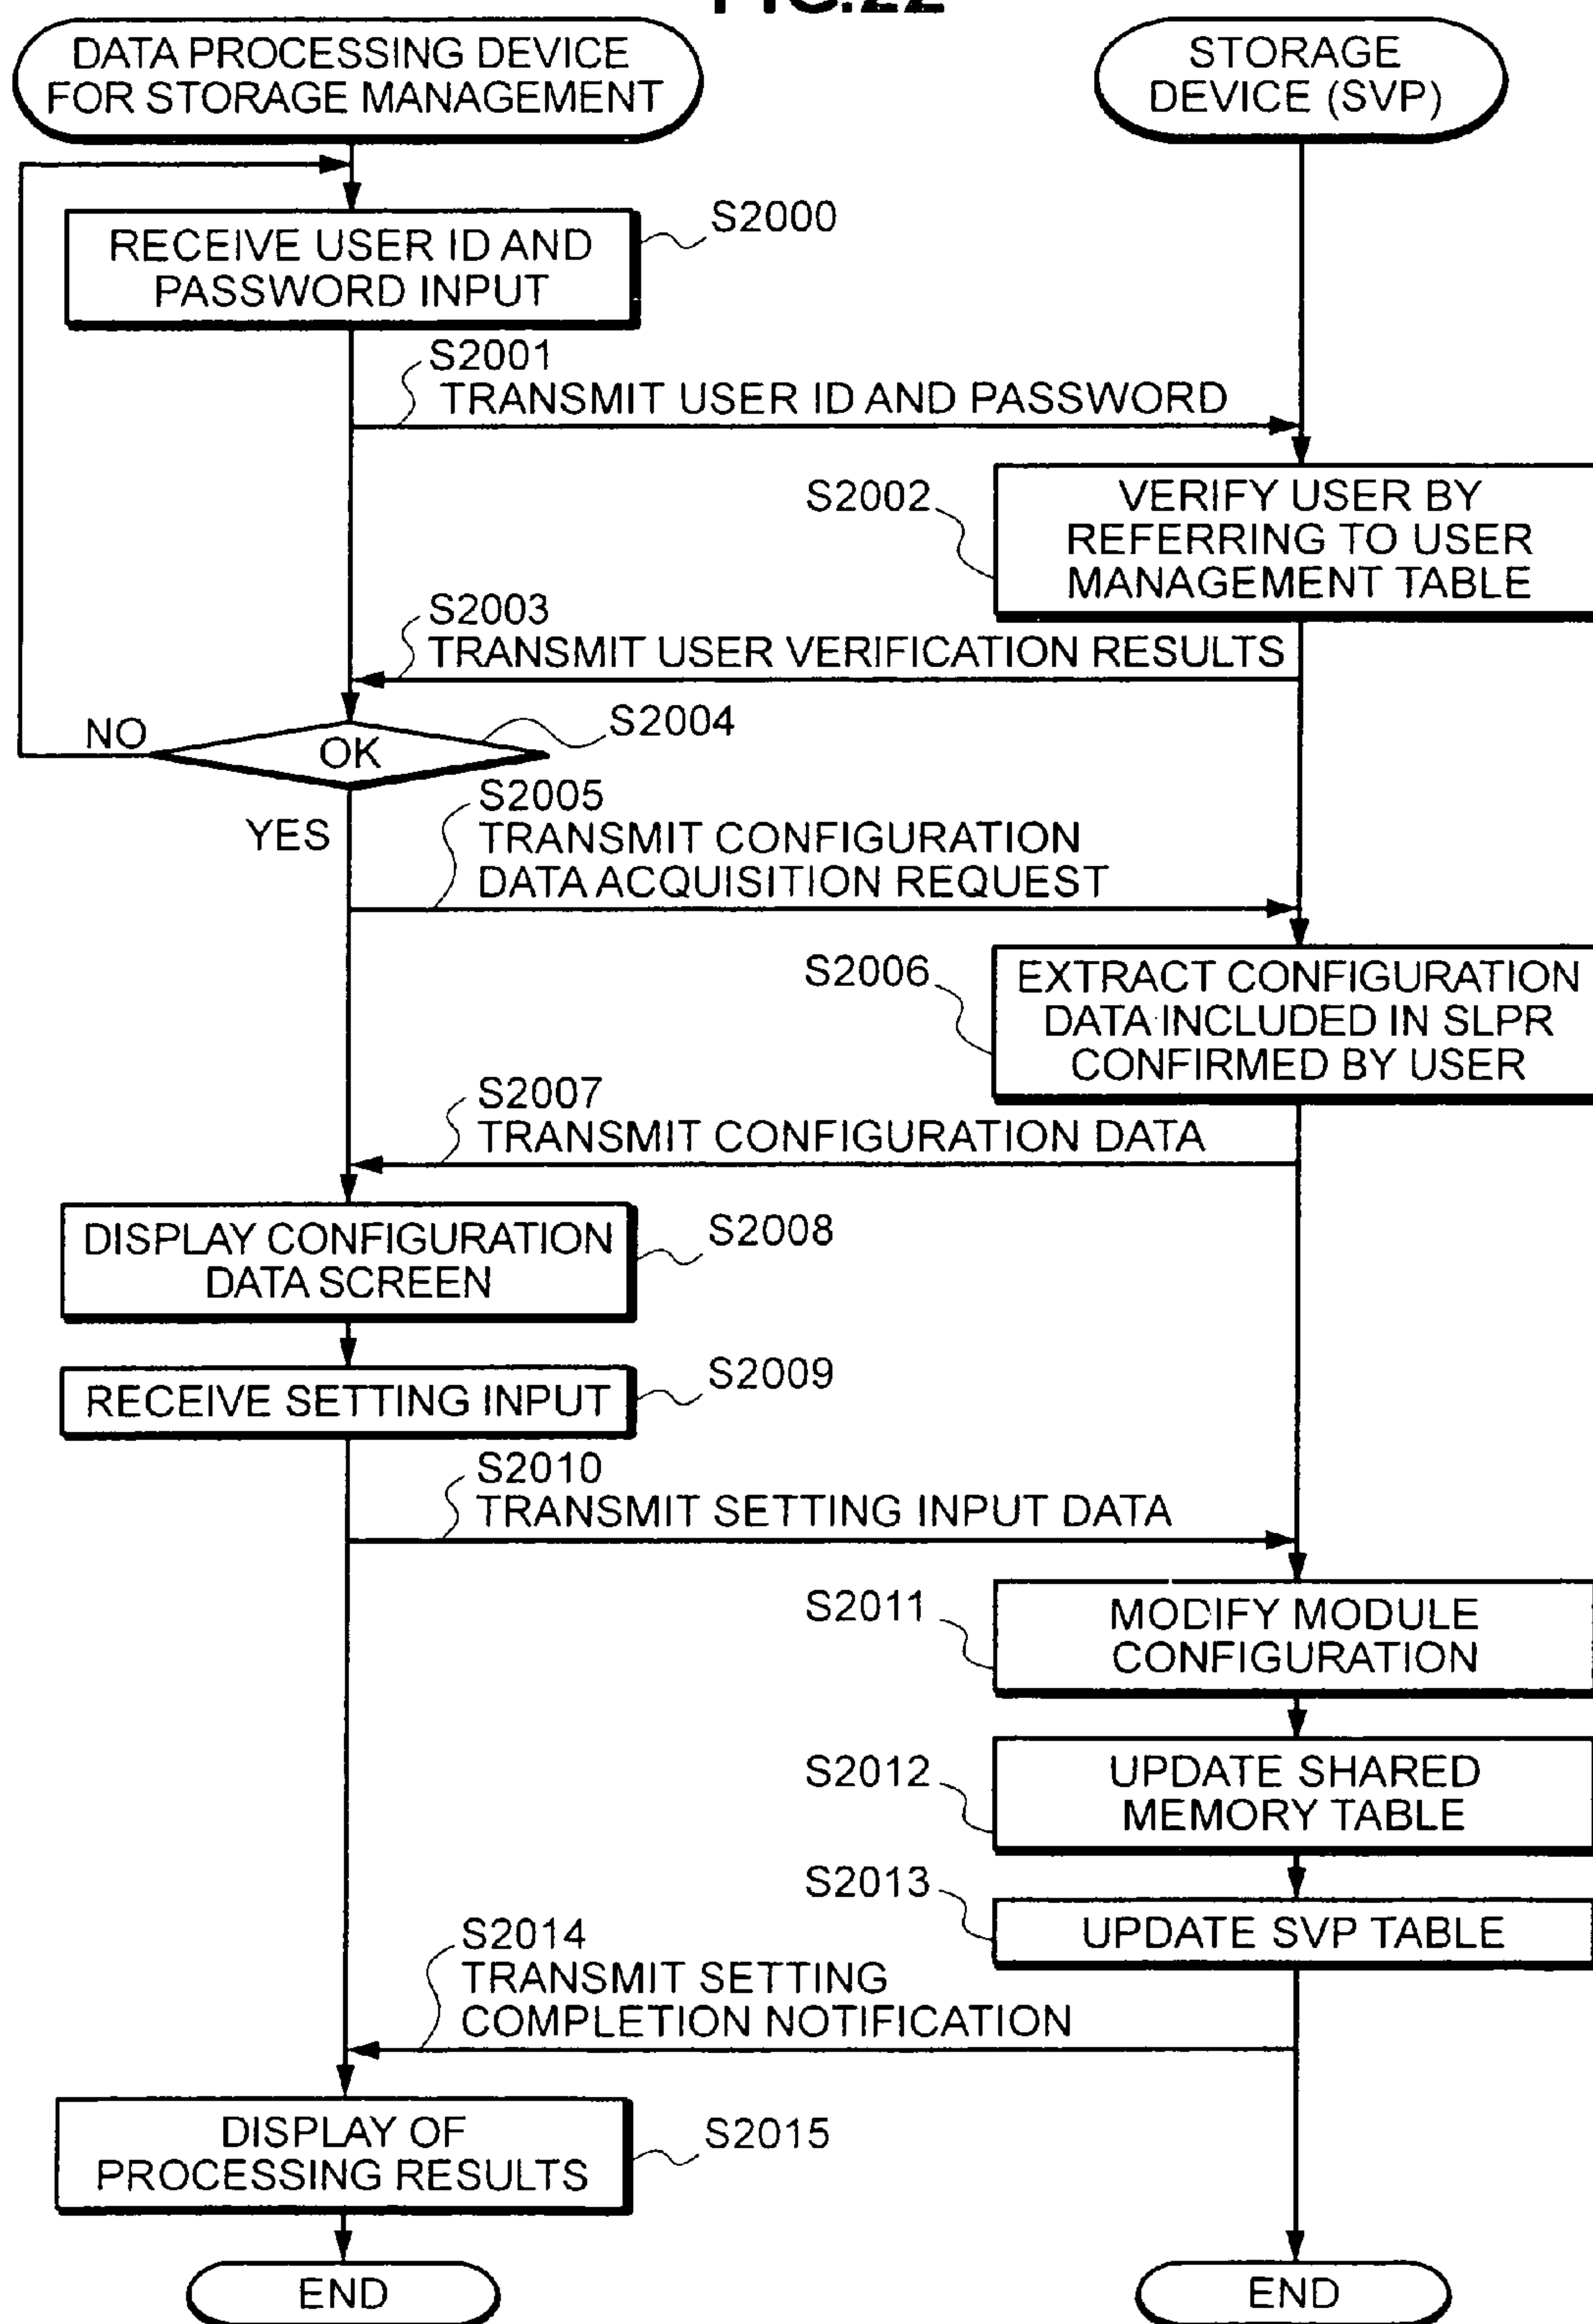 FIG.22
DATA PROCESSING DEVICE
FOR STORAGE MANAGEMENT
STORAGE
DEVICE (SVP)
S2000
RECEIVE USER ID AND
PASSWORD INPUT
S2001
TRANSMIT USER ID AND PASSWORD
S2002
VERIFY USER BY
REFERRING TO USER
MANAGEMENT TABLE
S2003
TRANSMIT USER VERIFICATION RESULTS
S2004
NO
OK
YES
S2005
TRANSMIT CONFIGURATION
DATA ACQUISITION REQUEST
S2006
EXTRACT CONFIGURATION
DATA INCLUDED IN SLPR
CONFIRMED BY USER
S2007
TRANSMIT CONFIGURATION DATA
DISPLAY CONFIGURATION
DATA SCREEN
S2008
RECEIVE SETTING INPUT
S2009
S2010
TRANSMIT SETTING INPUT DATA
S2011
MODIFY MODULE
CONFIGURATION
S2012
UPDATE SHARED
MEMORY TABLE
S2013
UPDATE SVP TABLE
S2014
TRANSMIT SETTING
COMPLETION NOTIFICATION
DISPLAY OF
PROCESSING RESULTS
S2015
END
END